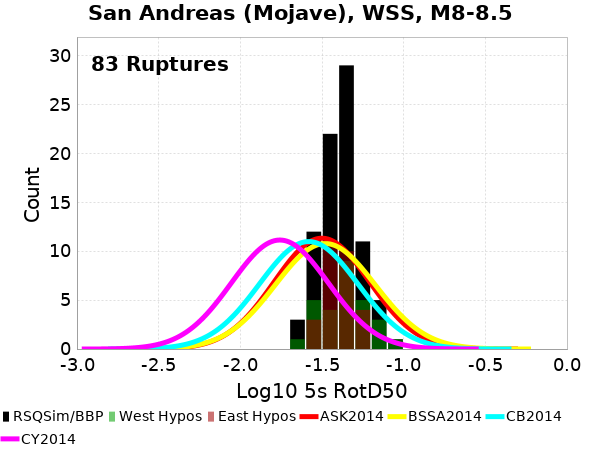 San Andreas (Mojave), WSS, M8-8.5
83 Ruptures
Count
30
25
20
15
10
5
0
-3.0 -2.5 -2.0 -1.5 -1.0 -0.5 0.0
Log10 5s RotD50
RSQSim/BBP West Hypos East Hypos ASK2014 BSSA2014 CB2014
CY2014